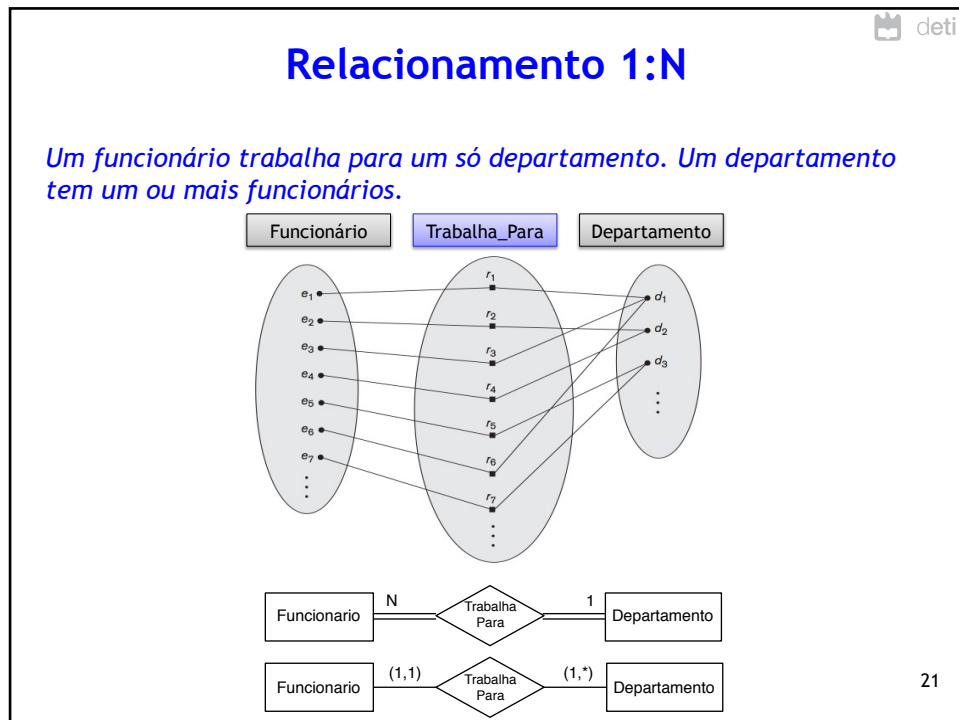 deti
Relacionamento 1:N
Um funcionário trabalha para um só departamento. Um departamento
tem um ou mais funcionários.
Funcionário Trabalha_Para Departamento
e1 r1 d1
e2 r2 d2
e3 r3 d3
e4 r4
e5 r5
e6 r6
e7 r7
Funcionario N Trabalha 1 Departamento
Para
Funcionario (1,1) Trabalha (1,*) Departamento
Para
21